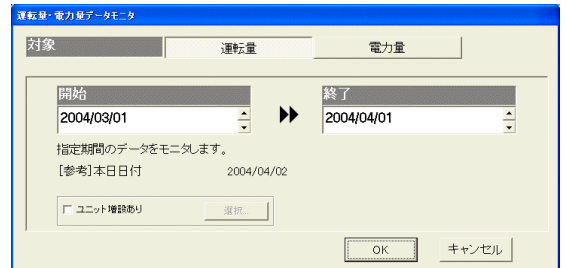 運転量・電力量データモニタ
対象 運転量 電力量
開始 終了
2004/03/01 2004/04/01
指定期間のデータをモニタします。
[参考]本日日付 2004/04/02
ユニット増設あり 選択...
OK キャンセル